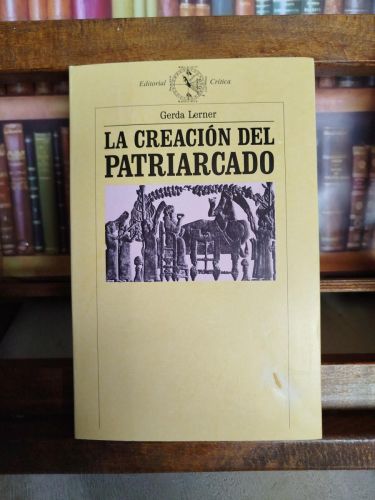 Editorial Crítica
Gerda Lerner
LA CREACIÓN DEL
PATRIARCADO